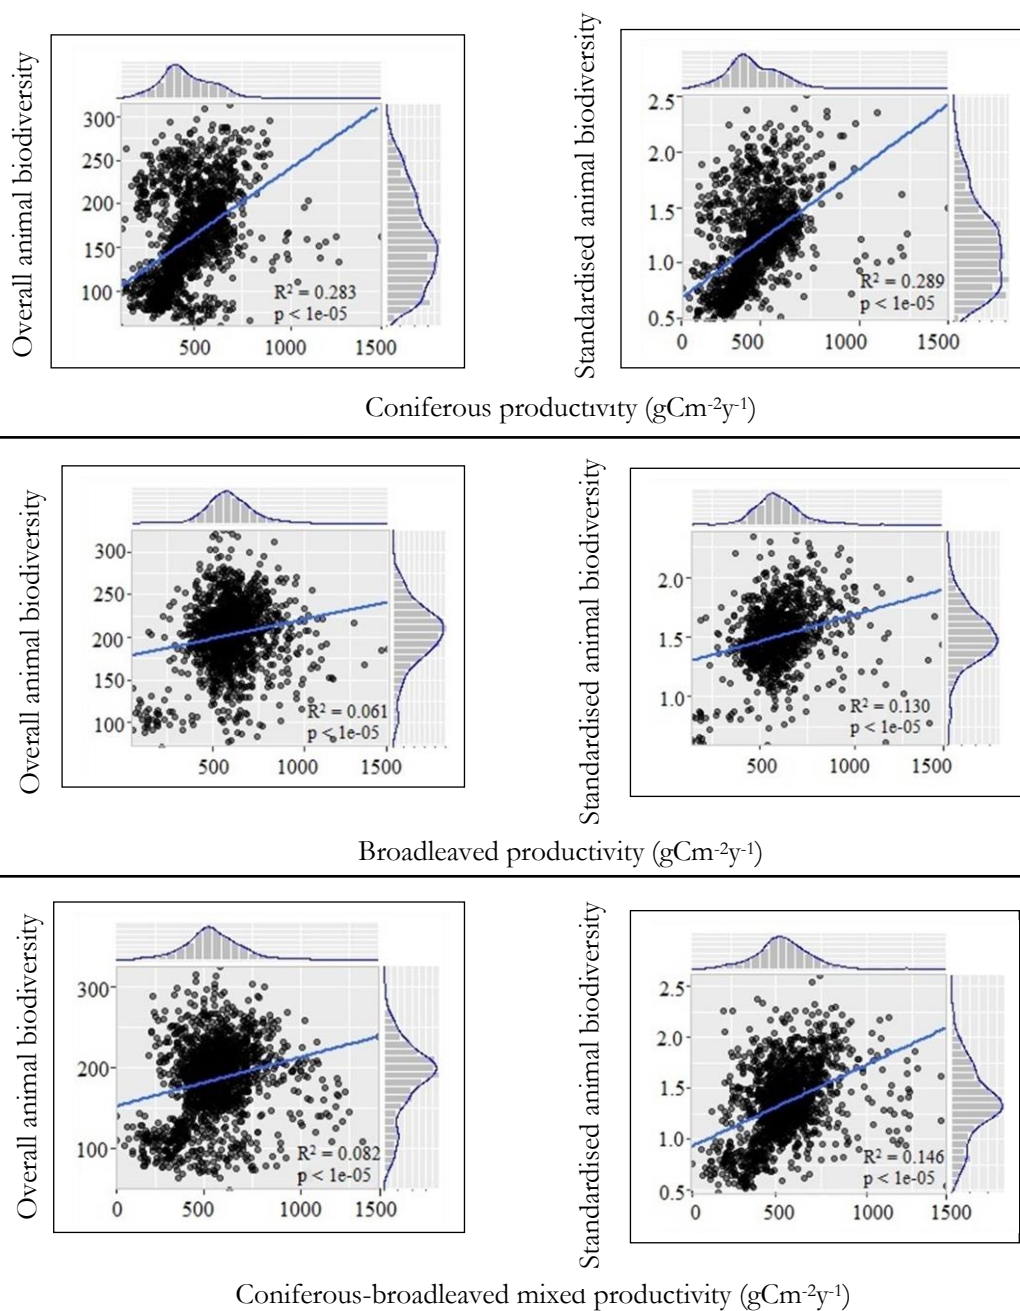 Overall animal biodiversity
300
250
200
150
100
R² = 0.283
p < 1e-05
500 1000 1500
Standardised animal biodiversity
2.5
2.0
1.5
1.0
0.5
R² = 0.289
p < 1e-05
0 500 1000 1500
Coniferous productivity (gCm-2y-1)
Overall animal biodiversity
300
250
200
150
100
R² = 0.061
p < 1e-05
500 1000 1500
Standardised animal biodiversity
2.0
1.5
1.0
R² = 0.130
p < 1e-05
500 1000 1500
Broadleaved productivity (gCm-2y-1)
Overall animal biodiversity
300
200
100
R² = 0.082
p < 1e-05
0 500 1000 1500
Standardised animal biodiversity
2.5
2.0
1.5
1.0
0.5
R² = 0.146
p < 1e-05
0 500 1000 1500
Coniferous-broadleaved mixed productivity (gCm-2y-1)